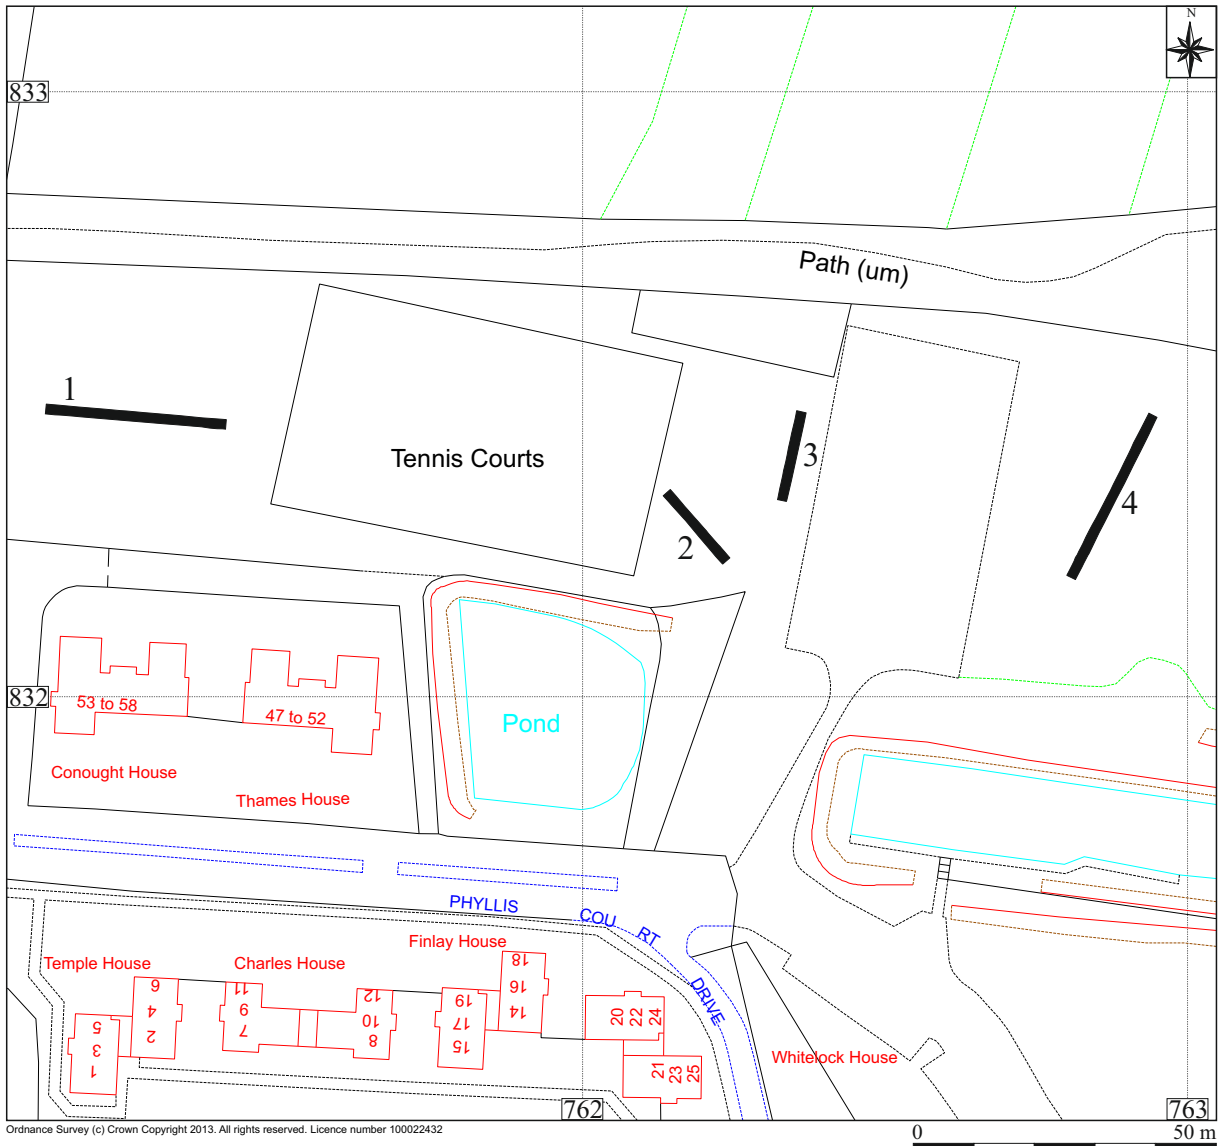 N
833
Path (um)
1
Tennis Courts
3
4
2
832
53 to 58
47 to 52
Pond
Conought House
Thames House
PHYLLIS COU RT DRIVE
Finlay House
Temple House
Charles House
18
16
14
6
4
2
11
9
7
12
10
8
19
17
15
5
3
1
20
22
24
21
23
25
Whitelock House
762
763
Ordnance Survey (c) Crown Copyright 2013. All rights reserved. Licence number 100022432
0
50 m